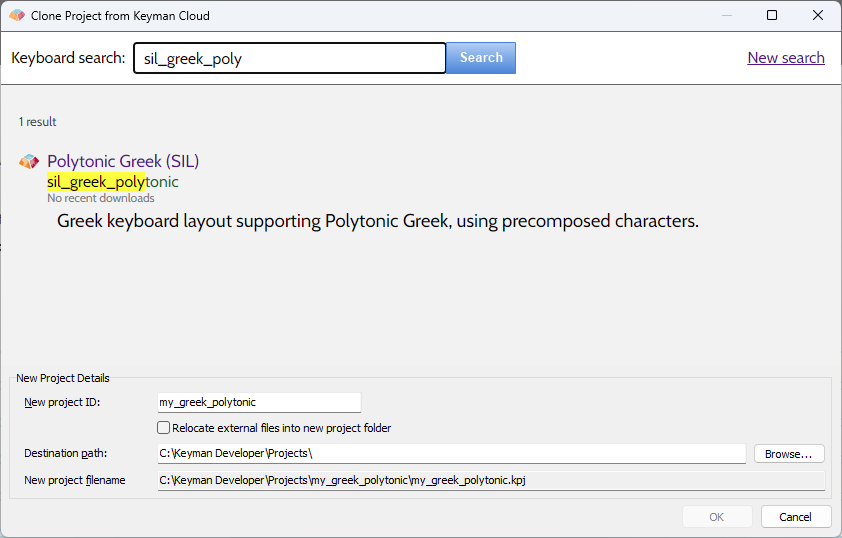 Clone Project from Keyman Cloud
Keyboard search: sil_greek_poly Search New search
1 result
Polytonic Greek (SIL)
sil_greek_polytonic
No recent downloads
Greek keyboard layout supporting Polytonic Greek, using precomposed characters.
New Project Details
New project ID: my_greek_polytonic
Relocate external files into new project folder
Destination path: C:\Keyman Developer\Projects\ Browse...
New project filename C:\Keyman Developer\Projects\my_greek_polytonic\my_greek_polytonic.kpj
OK Cancel